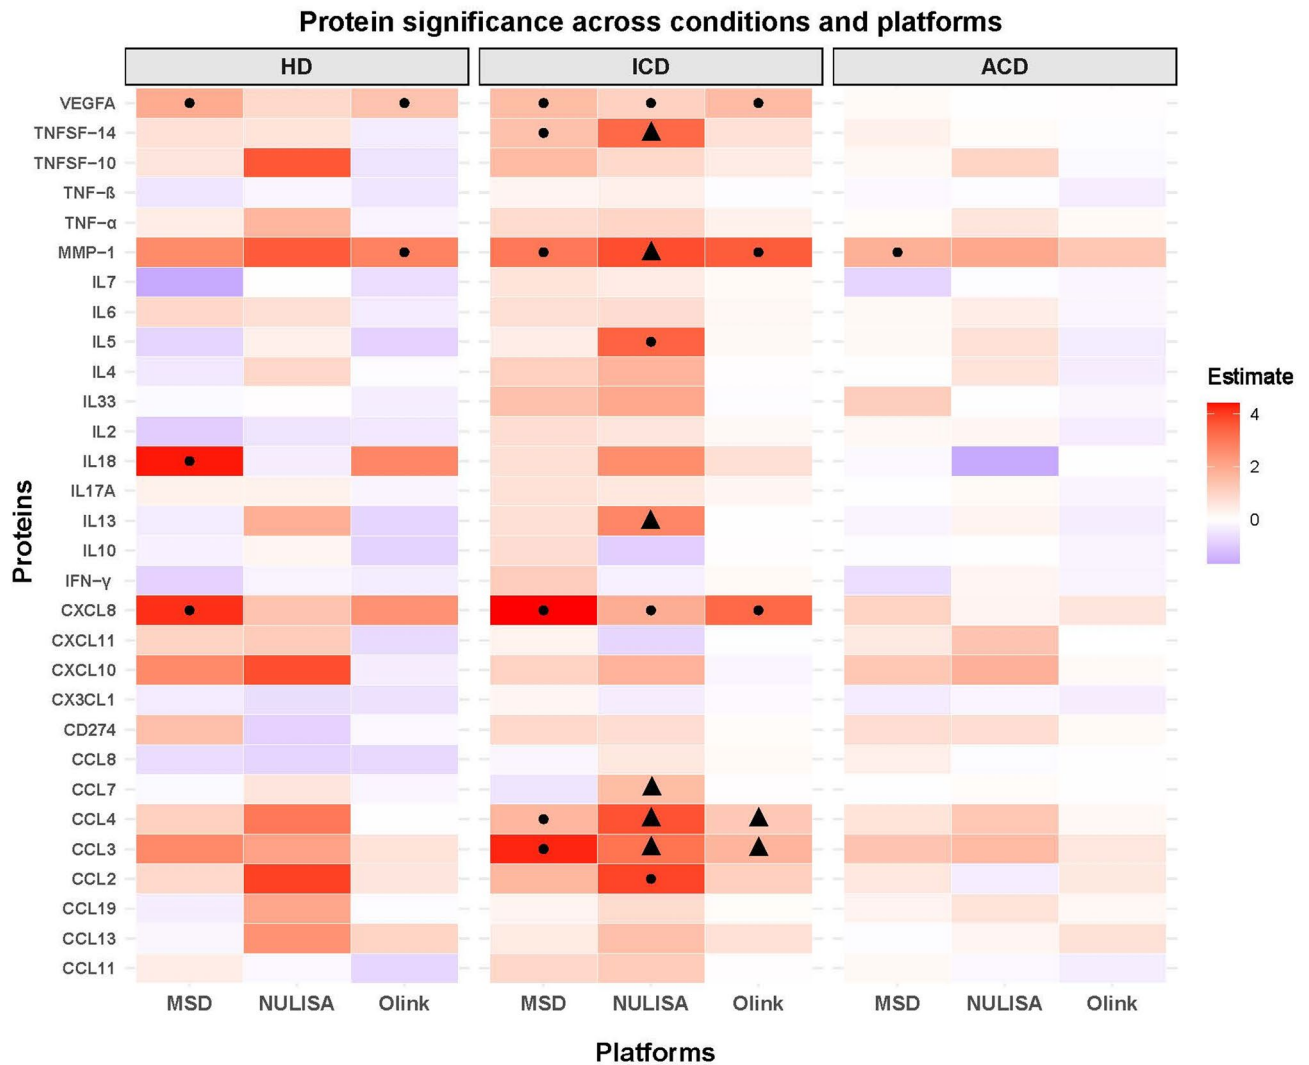 Protein significance across conditions and platforms
HD ICD ACD
VEGFA
TNFSF−14
TNFSF−10
TNF−ß
TNF−α
MMP−1
IL7
IL6
IL5
IL4
IL33
IL2
IL18
IL17A
IL13
IL10
IFN−γ
CXCL8
CXCL11
CXCL10
CX3CL1
CD274
CCL8
CCL7
CCL4
CCL3
CCL2
CCL19
CCL13
CCL11
Proteins
MSD NULISA Olink MSD NULISA Olink MSD NULISA Olink
Platforms
Estimate
4
2
0